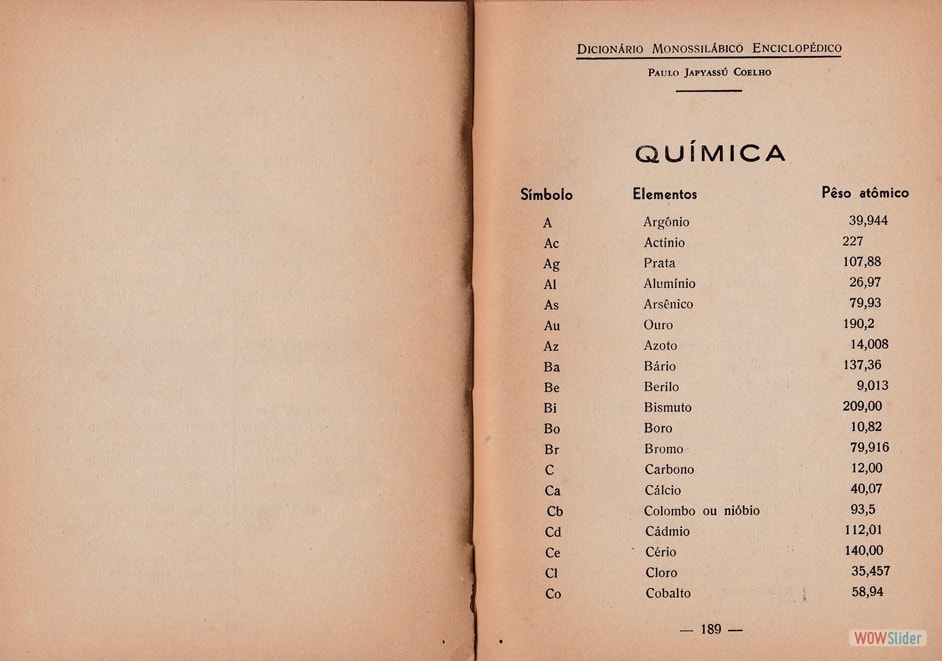 Dicionário Monossilábico Enciclopédico
Paulo Japyassú Coelho
QUÍMICA
Símbolo Elementos Pêso atômico
A Argônio 39,944
Ac Actínio 227
Ag Prata 107,88
Al Alumínio 26,97
As Arsênico 79,93
Au Ouro 190,2
Az Azoto 14,008
Ba Bário 137,36
Be Berilo 9,013
Bi Bismuto 209,00
Bo Boro 10,82
Br Bromo 79,916
C Carbono 12,00
Ca Cálcio 40,07
Cb Colombo ou nióbio 93,5
Cd Cádmio 112,01
Ce Cério 140,00
Cl Cloro 35,457
Co Cobalto 58,94
— 189 —
WOWSlider